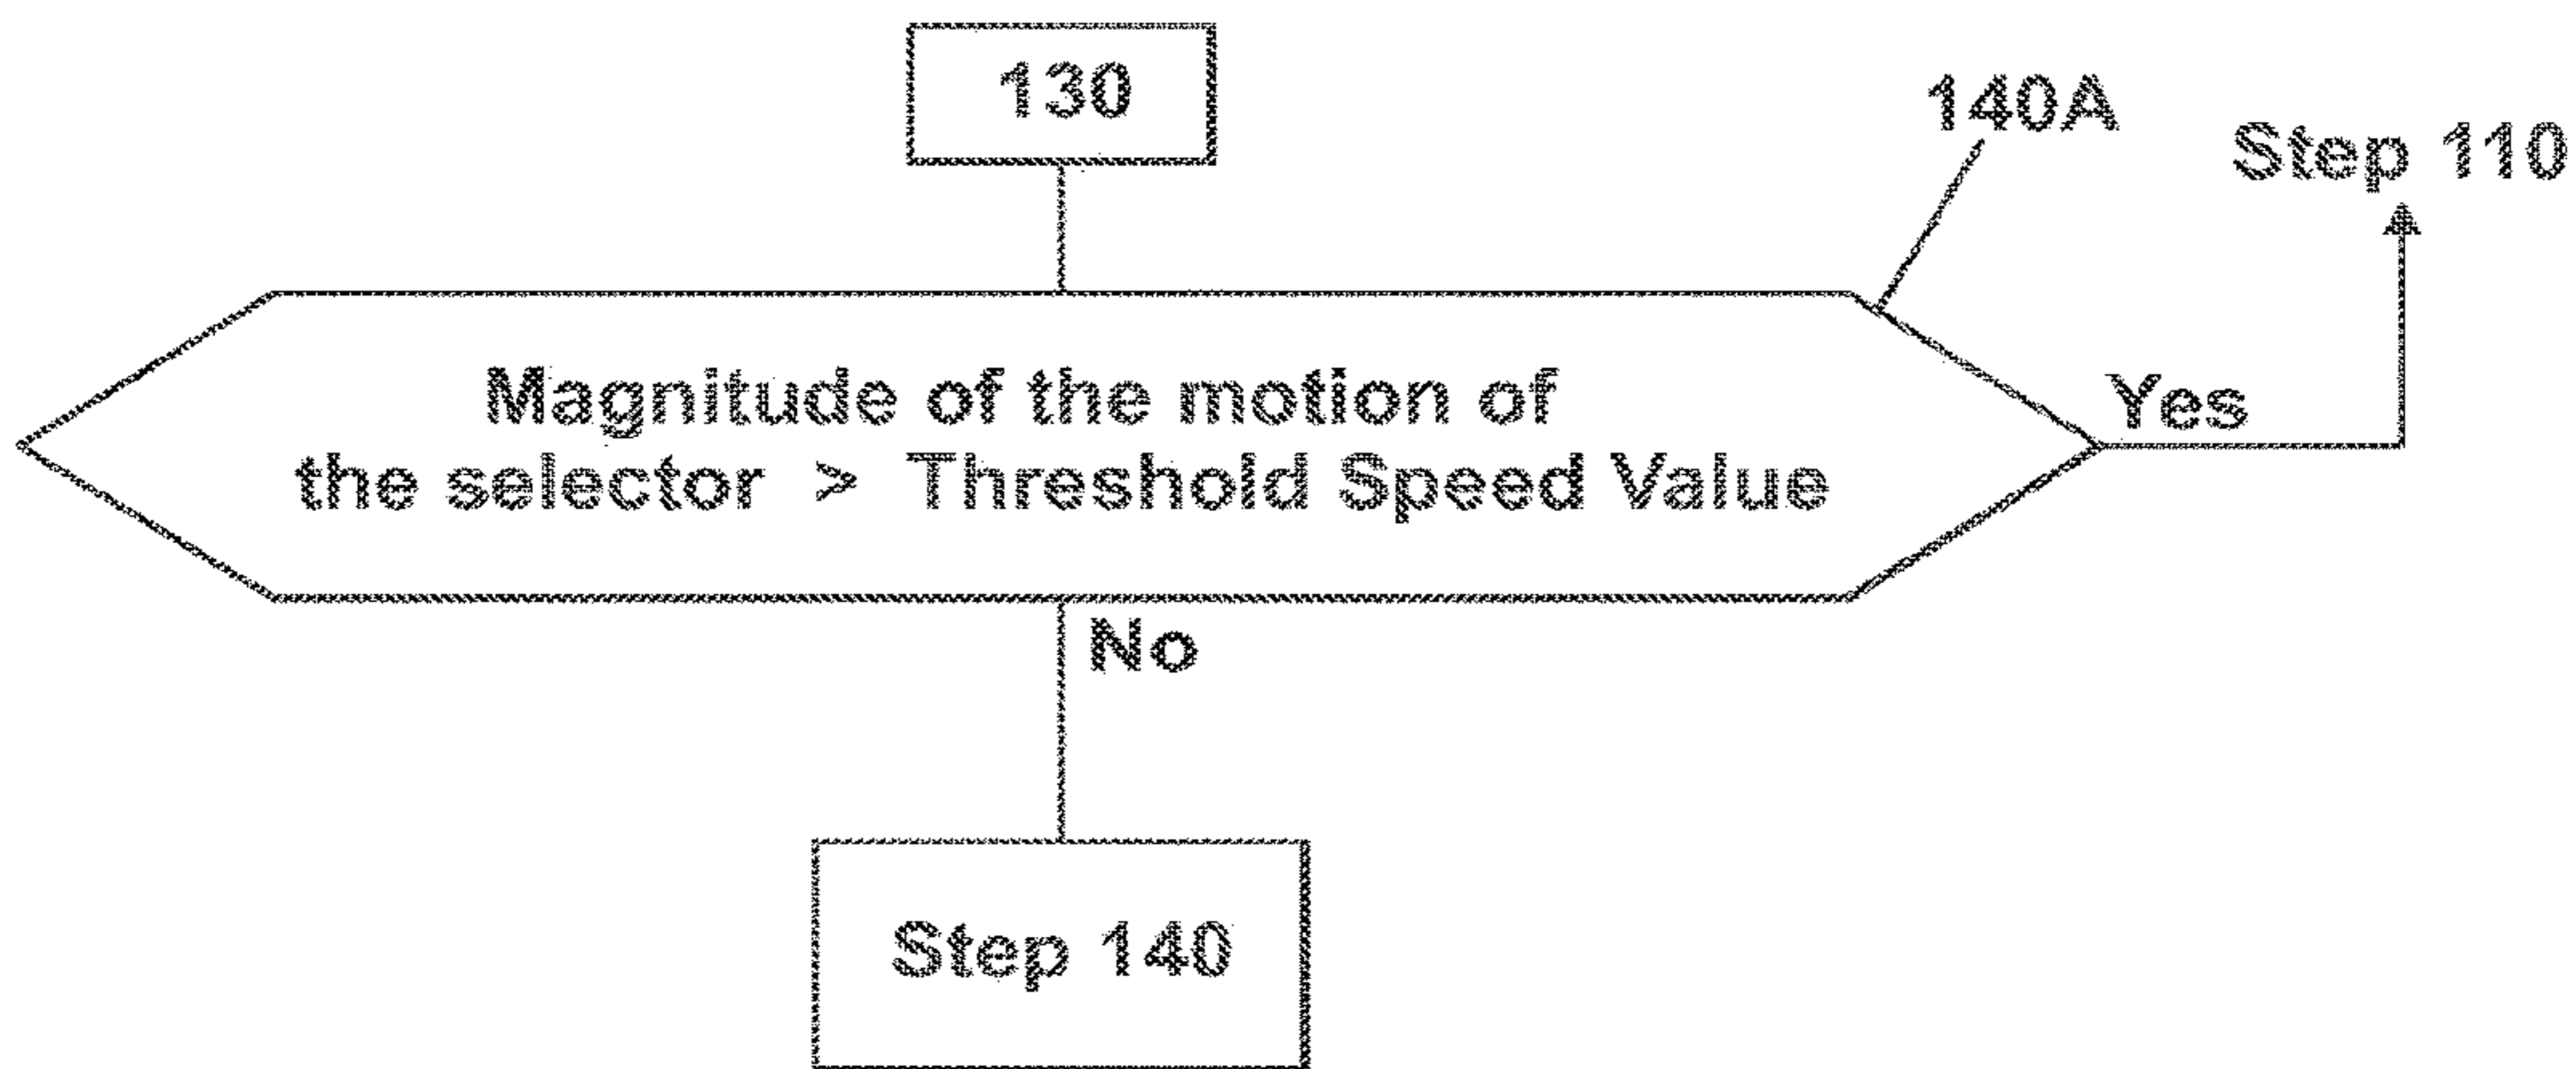 130
140A
Step 110
Magnitude of the motion of
the selector > Threshold Speed Value
Yes
No
Step 140